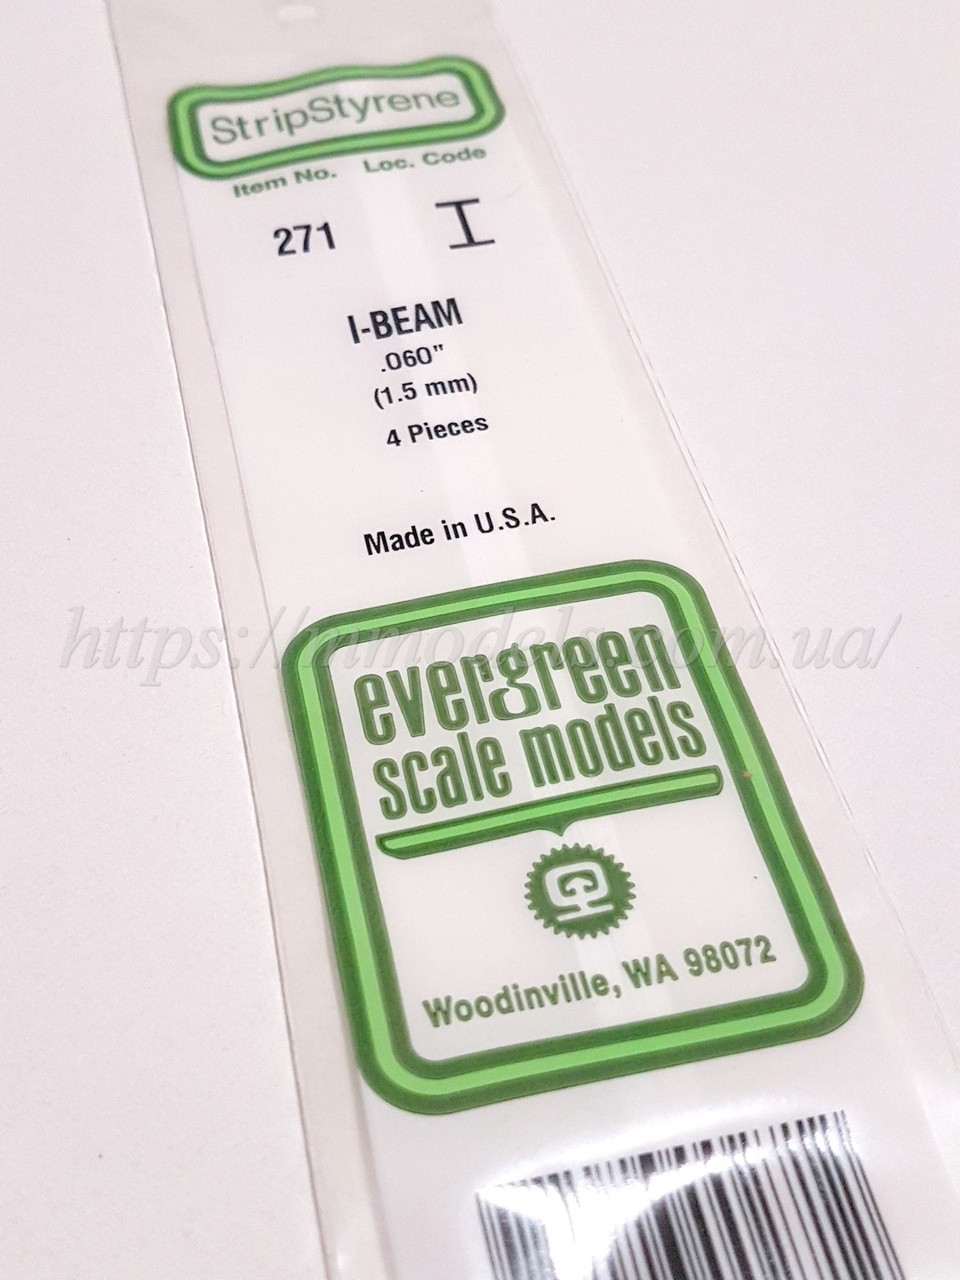 StripStyrene
Item No. Loc. Code
271
I-BEAM
.060"
(1.5 mm)
4 Pieces
Made in U.S.A.
https://mmodels.com.ua/
evergreen
scale models
Woodinville, WA 98072